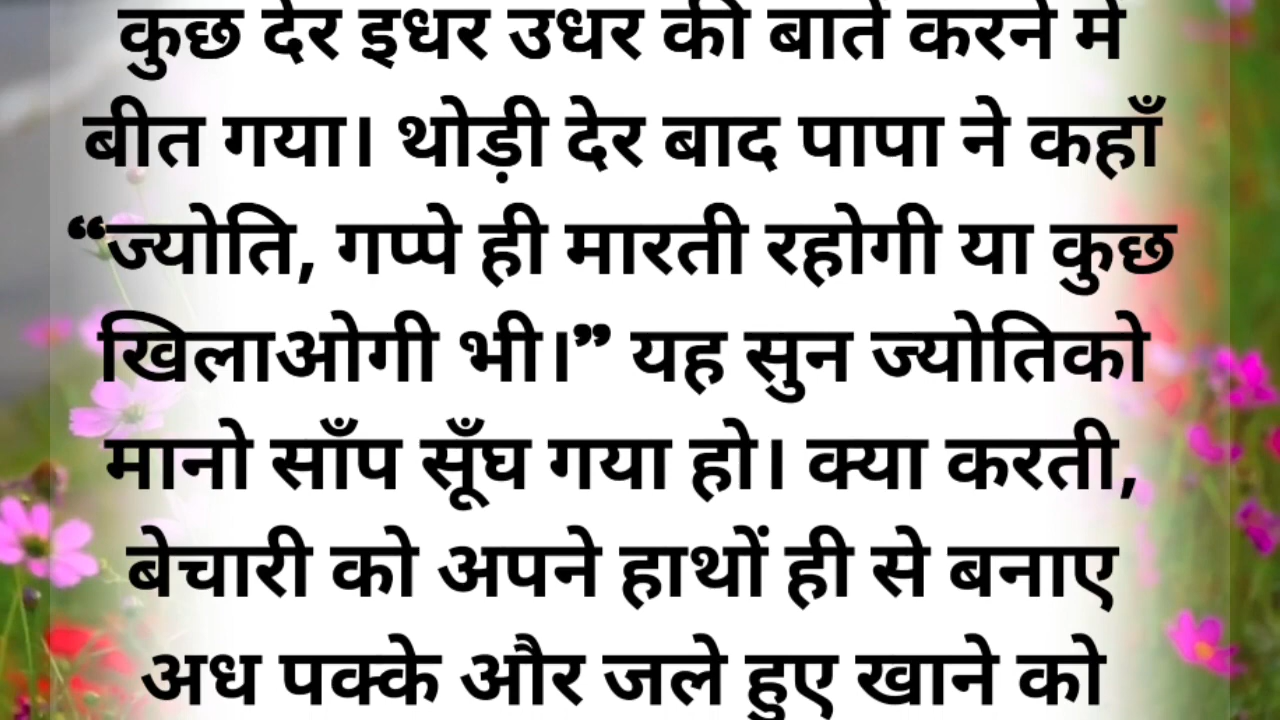 कुछ देर इधर उधर की बाते करने मे
बीत गया। थोड़ी देर बाद पापा ने कहाँ
“ज्योति, गप्पे ही मारती रहोगी या कुछ
खिलाओगी भी।” यह सुन ज्योतिको
मानो साँप सूँघ गया हो। क्या करती,
बेचारी को अपने हाथों ही से बनाए
अध पक्के और जले हुए खाने को